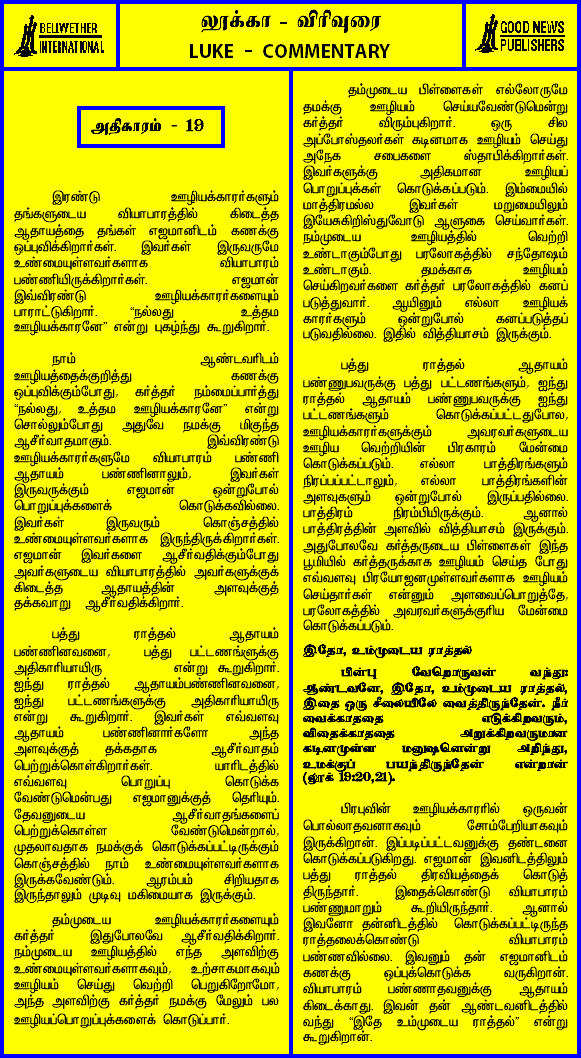 BELWETHER
INTERNATIONAL
லூக்கா - விரிவுரை
LUKE - COMMENTARY
GOOD NEWS
PUBLISHERS
அதிகாரம் - 19
இரண்டு ஊழியக்காரர்களும்
தங்களுடைய வியாபாரத்தில் கிடைத்த
ஆதாயத்தை தங்கள் எஜமானிடம் கணக்கு
ஒப்புவிக்கிறார்கள். இவர்கள் இருவருமே
உண்மையுள்ளவர்களாக வியாபாரம்
பண்ணியிருக்கிறார்கள். எஜமான்
இவ்விரண்டு ஊழியக்காரர்களையும்
பாராட்டுகிறார். “நல்லது உத்தம
ஊழியக்காரனே” என்று புகழ்ந்து கூறுகிறார்.
நாம் ஆண்டவரிடம்
ஊழியத்தைக்குறித்து கணக்கு
ஒப்புவிக்கும்போது, கர்த்தர் நம்மைப்பார்த்து
“நல்லது, உத்தம ஊழியக்காரனே” என்று
சொல்லும்போது அதுவே நமக்கு மிகுந்த
ஆசீர்வாதமாகும். இவ்விரண்டு
ஊழியக்காரர்களுமே வியாபாரம் பண்ணி
ஆதாயம் பண்ணினாலும், இவர்கள்
இருவருக்கும் எஜமான் ஒன்றுபோல்
பொறுப்புக்களைக் கொடுக்கவில்லை.
இவர்கள் இருவரும் கொஞ்சத்தில்
உண்மையுள்ளவர்களாக இருந்திருக்கிறார்கள்.
எஜமான் இவர்களை ஆசீர்வதிக்கும்போது
அவர்களுடைய வியாபாரத்தில் அவர்களுக்குக்
கிடைத்த ஆதாயத்தின் அளவுக்குத்
தக்கவாறு ஆசீர்வதிக்கிறார்.
பத்து ராத்தல் ஆதாயம்
பண்ணினவனை, பத்து பட்டணங்ளுக்கு
அதிகாரியாயிரு என்று கூறுகிறார்.
ஐந்து ராத்தல் ஆதாயம்பண்ணினவனை,
ஐந்து பட்டணங்களுக்கு அதிகாரியாயிரு
என்று கூறுகிறார். இவர்கள் எவ்வளவு
ஆதாயம் பண்ணினார்களோ அந்த
அளவுக்குத் தக்கதாக ஆசீர்வாதம்
பெற்றுக்கொள்கிறார்கள். யாரிடத்தில்
எவ்வளவு பொறுப்பு கொடுக்க
வேண்டுமென்பது எஜமானுக்குத் தெரியும்.
தேவனுடைய ஆசீர்வாதங்களைப்
பெற்றுக்கொள்ள வேண்டுமென்றால்,
முதலாவதாக நமக்குக் கொடுக்கப்பட்டிருக்கும்
கொஞ்சத்தில் நாம் உண்மையுள்ளவர்களாக
இருக்கவேண்டும். ஆரம்பம் சிறியதாக
இருந்தாலும் முடிவு மகிமையாக இருக்கும்.
தம்முடைய ஊழியக்காரர்களையும்
கர்த்தர் இதுபோலவே ஆசீர்வதிக்கிறார்.
நம்முடைய ஊழியத்தில் எந்த அளவிற்கு
உண்மையுள்ளவர்களாகவும், உற்சாகமாகவும்
ஊழியம் செய்து வெற்றி பெறுகிறோமோ,
அந்த அளவிற்கு கர்த்தர் நமக்கு மேலும் பல
ஊழியப்பொறுப்புக்களைக் கொடுப்பார்.
தம்முடைய பிள்ளைகள் எல்லோருமே
தமக்கு ஊழியம் செய்யவேண்டுமென்று
கர்த்தர் விரும்புகிறார். ஒரு சில
அப்போஸ்தலர்கள் கடினமாக ஊழியம் செய்து
அநேக சபைகளை ஸ்தாபிக்கிறார்கள்.
இவர்களுக்கு அதிகமான ஊழியப்
பொறுப்புக்கள் கொடுக்கப்படும். இம்மையில்
மாத்திரமல்ல இவர்கள் மறுமையிலும்
இயேசுகிறிஸ்துவோடு ஆளுகை செய்வார்கள்.
நம்முடைய ஊழியத்தில் வெற்றி
உண்டாகும்போது பரலோகத்தில் சந்தோஷம்
உண்டாகும். தமக்காக ஊழியம்
செய்கிறவர்களை கர்த்தர் பரலோகத்தில் கனப்
படுத்துவார். ஆயினும் எல்லா ஊழியக்
காரர்களும் ஒன்றுபோல் கனப்படுத்தப்
படுவதில்லை. இதில் வித்தியாசம் இருக்கும்.
பத்து ராத்தல் ஆதாயம்
பண்ணுபவருக்கு பத்து பட்டணங்களும், ஐந்து
ராத்தல் ஆதாயம் பண்ணுபவருக்கு ஐந்து
பட்டணங்களும் கொடுக்கப்பட்டதுபோல,
ஊழியக்காரர்களுக்கும் அவரவர்களுடைய
ஊழிய வெற்றியின் பிரகாரம் மேன்மை
கொடுக்கப்படும். எல்லா பாத்திரங்களும்
நிரப்பப்பட்டாலும், எல்லா பாத்திரங்களின்
அளவுகளும் ஒன்றுபோல் இருப்பதில்லை.
பாத்திரம் நிரம்பியிருக்கும். ஆனால்
பாத்திரத்தின் அளவில் வித்தியாசம் இருக்கும்.
அதுபோலவே கர்த்தருடைய பிள்ளைகள் இந்த
பூமியில் கர்த்தருக்காக ஊழியம் செய்த போது
எவ்வளவு பிரயோஜனமுள்ளவர்களாக ஊழியம்
செய்தார்கள் என்னும் அளவைப்பொறுத்தே,
பரலோகத்தில் அவரவர்களுக்குரிய மேன்மை
கொடுக்கப்படும்.
இதோ, உம்முடைய ராத்தல்
பின்பு வேறொருவன் வந்து:
ஆண்டவனே, இதோ, உம்முடைய ராத்தல்,
இதை ஒரு சீலையிலே வைத்திருந்தேன். நீர்
வைக்காததை எடுக்கிறவரும்,
விதைக்காததை அறுக்கிறவருமான
கடினமுள்ள மனுஷனென்று அறிந்து,
உமக்குப் பயந்திருந்தேன் என்றான்
(லூக் 19:20,21).
பிரபுவின் ஊழியக்காரரில் ஒருவன்
பொல்லாதவனாகவும் சோம்பேறியாகவும்
இருக்கிறான். இப்படிப்பட்டவனுக்கு தண்டனை
கொடுக்கப்படுகிறது. எஜமான் இவனிடத்திலும்
பத்து ராத்தல் திரவியத்தைக் கொடுத்
திருந்தார். இதைக்கொண்டு வியாபாரம்
பண்ணுமாறும் கூறியிருந்தார். ஆனால்
இவனோ தன்னிடத்தில் கொடுக்கப்பட்டிருந்த
ராத்தலைக்கொண்டு வியாபாரம்
பண்ணவில்லை. இவனும் தன் எஜமானிடம்
கணக்கு ஒப்புக்கொடுக்க வருகிறான்.
வியாபாரம் பண்ணாதவனுக்கு ஆதாயம்
கிடைக்காது. இவன் தன் ஆண்டவனிடத்தில்
வந்து “இதே உம்முடைய ராத்தல்” என்று
கூறுகிறான்.